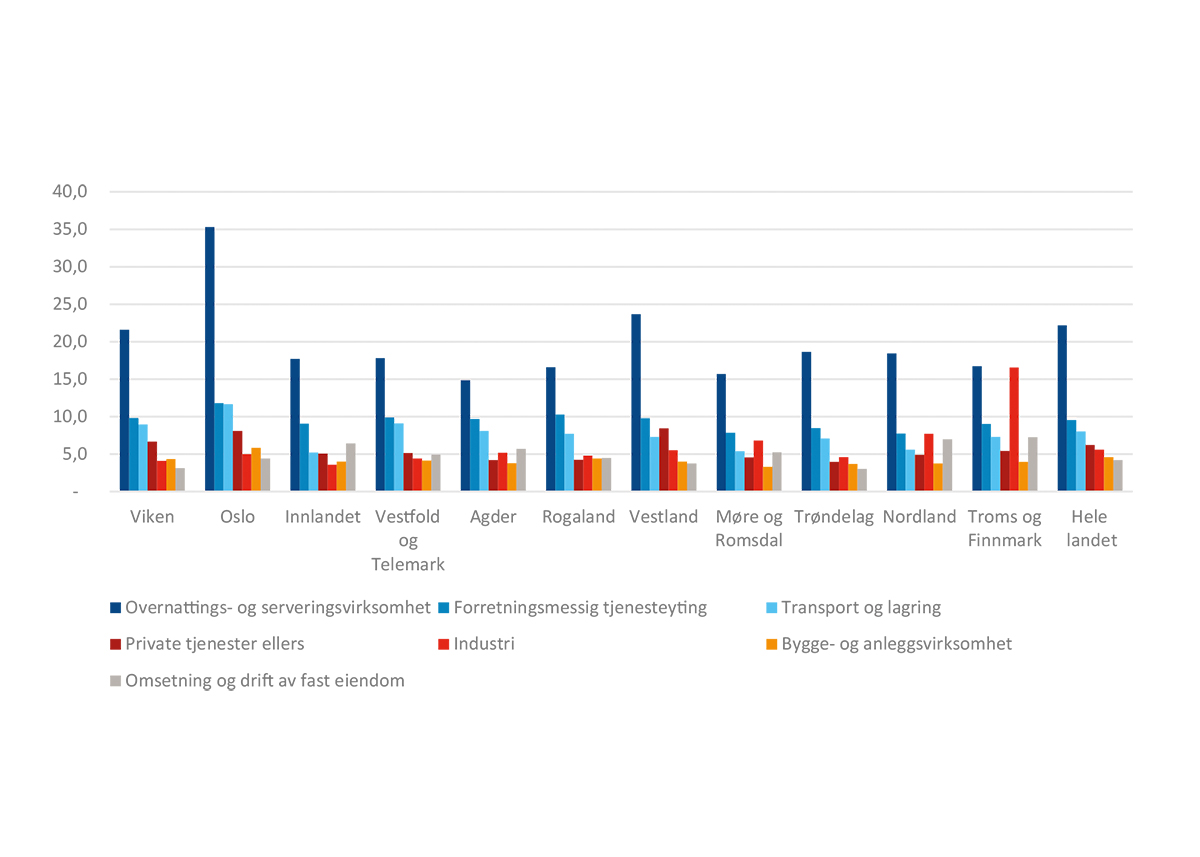 40,0
35,0
30,0
25,0
20,0
15,0
10,0
5,0
-
Viken Oslo Innlandet Vestfold og Telemark Agder Rogaland Vestland Møre og Romsdal Trøndelag Nordland Troms og Finnmark Hele landet
Overnattings- og serveringsvirksomhet Forretningsmessig tjenesteyting Transport og lagring
Private tjenester ellers Industri Bygge- og anleggsvirksomhet
Omsetning og drift av fast eiendom